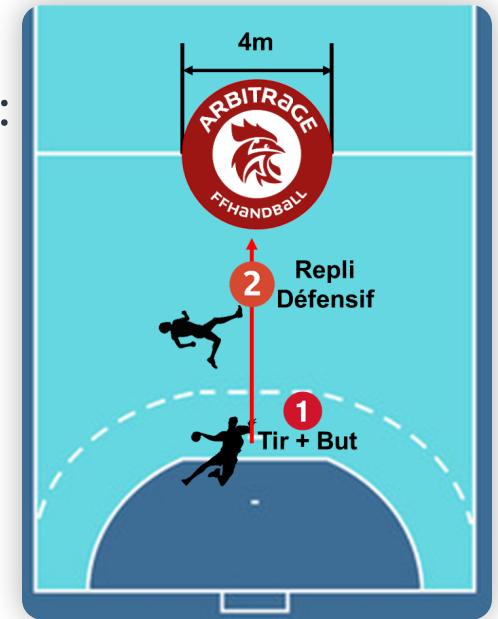 :
4m
ARBITRAGE
FFHANDBALL
2
Repli
Défensif
1
Tir + But